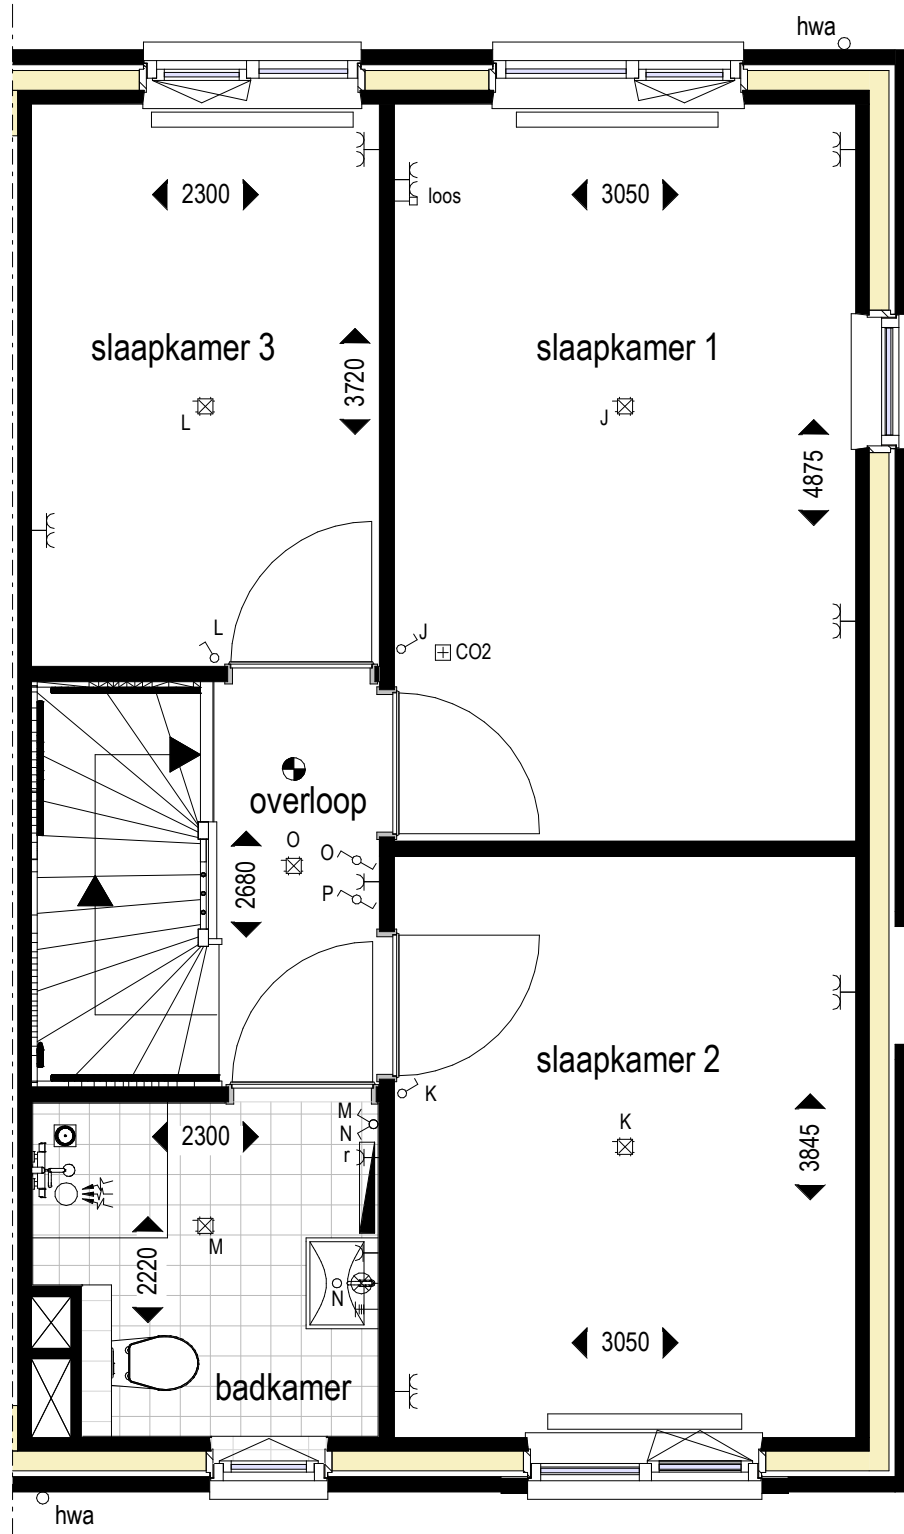 hwa
2300
3050
loos
slaapkamer 3
slaapkamer 1
3720
L
J
4875
L
J
CO2
overloop
O
O
2680
P
slaapkamer 2
K
M
2300
N
K
3845
r
M
2220
N
3050
badkamer
hwa